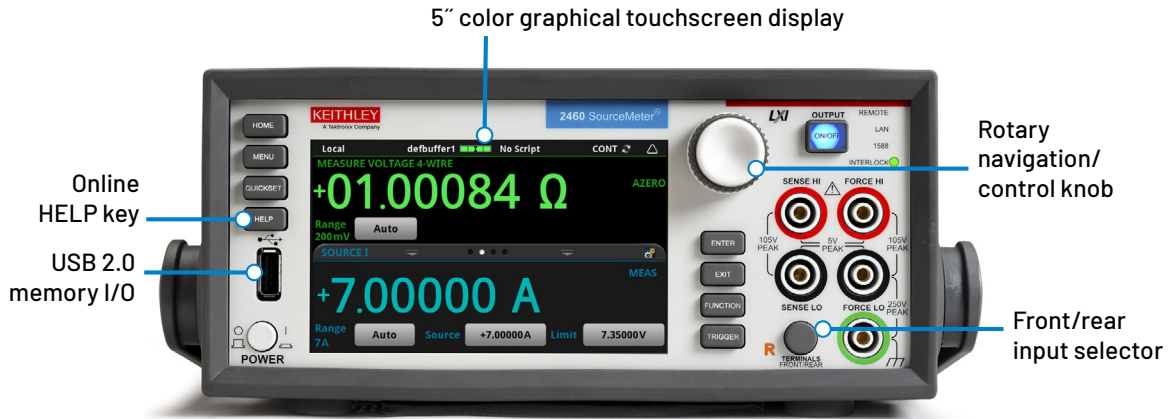 5˝ color graphical touchscreen display
Online
HELP key
USB 2.0
memory I/O
HOME
MENU
QUICKSET
HELP
POWER
KEITHLEY
A Tektronix Company
2460 SourceMeter®
Local defbuffer1 No Script CONT
MEASURE VOLTAGE 4-WIRE
+01.00084 Ω
AZERO
Range
200 mV Auto
SOURCE I
MEAS
+7.00000 A
Range
7A Auto Source +7.00000 A Limit 7.35000 V
ENTER
EXIT
FUNCTION
TRIGGER
LXI
OUTPUT
ON/OFF
REMOTE
LAN
1588
INTERLOCK
SENSE HI FORCE HI
105V
PEAK
5V
PEAK
105V
PEAK
SENSE LO FORCE LO
250V
PEAK
R
TERMINALS
FRONT/REAR
Rotary
navigation/
control knob
Front/rear
input selector